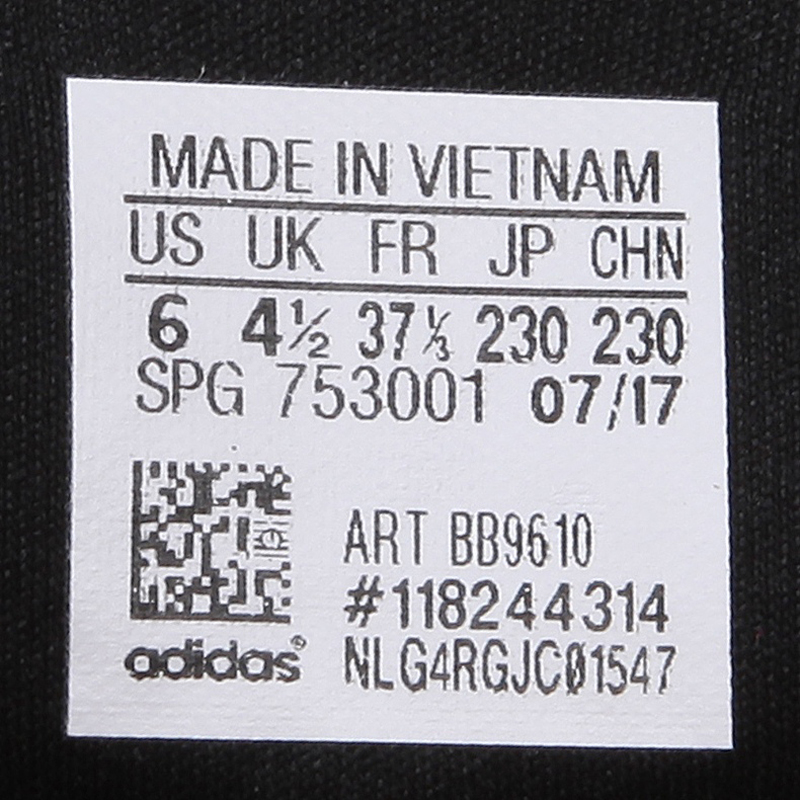 MADE IN VIETNAM
US UK FR JP CHN
6 4½ 37⅓ 230 230
SPG 753001 07/17
ART BB9610
#118244314
adidas® NLG4RGJC01547